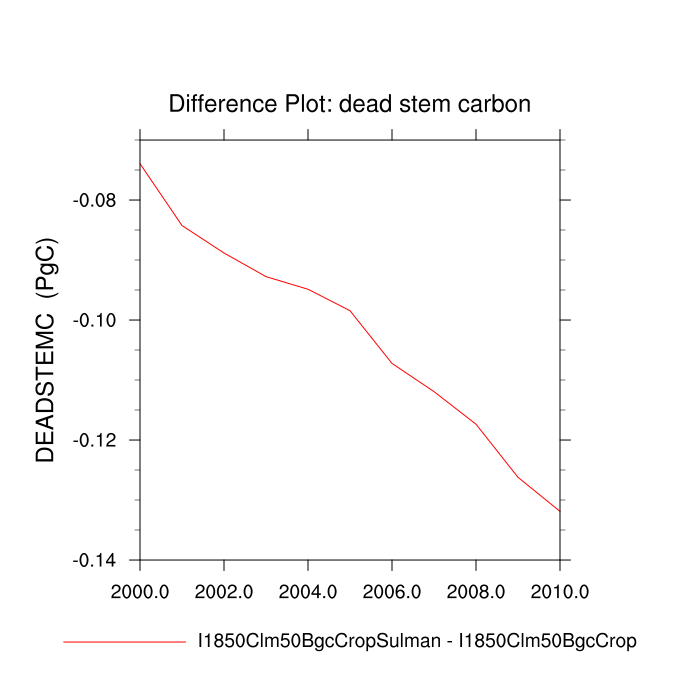 Difference Plot: dead stem carbon
DEADSTEMC (PgC)
-0.08
-0.10
-0.12
-0.14
2000.0 2002.0 2004.0 2006.0 2008.0 2010.0
I1850Clm50BgcCropSulman - I1850Clm50BgcCrop